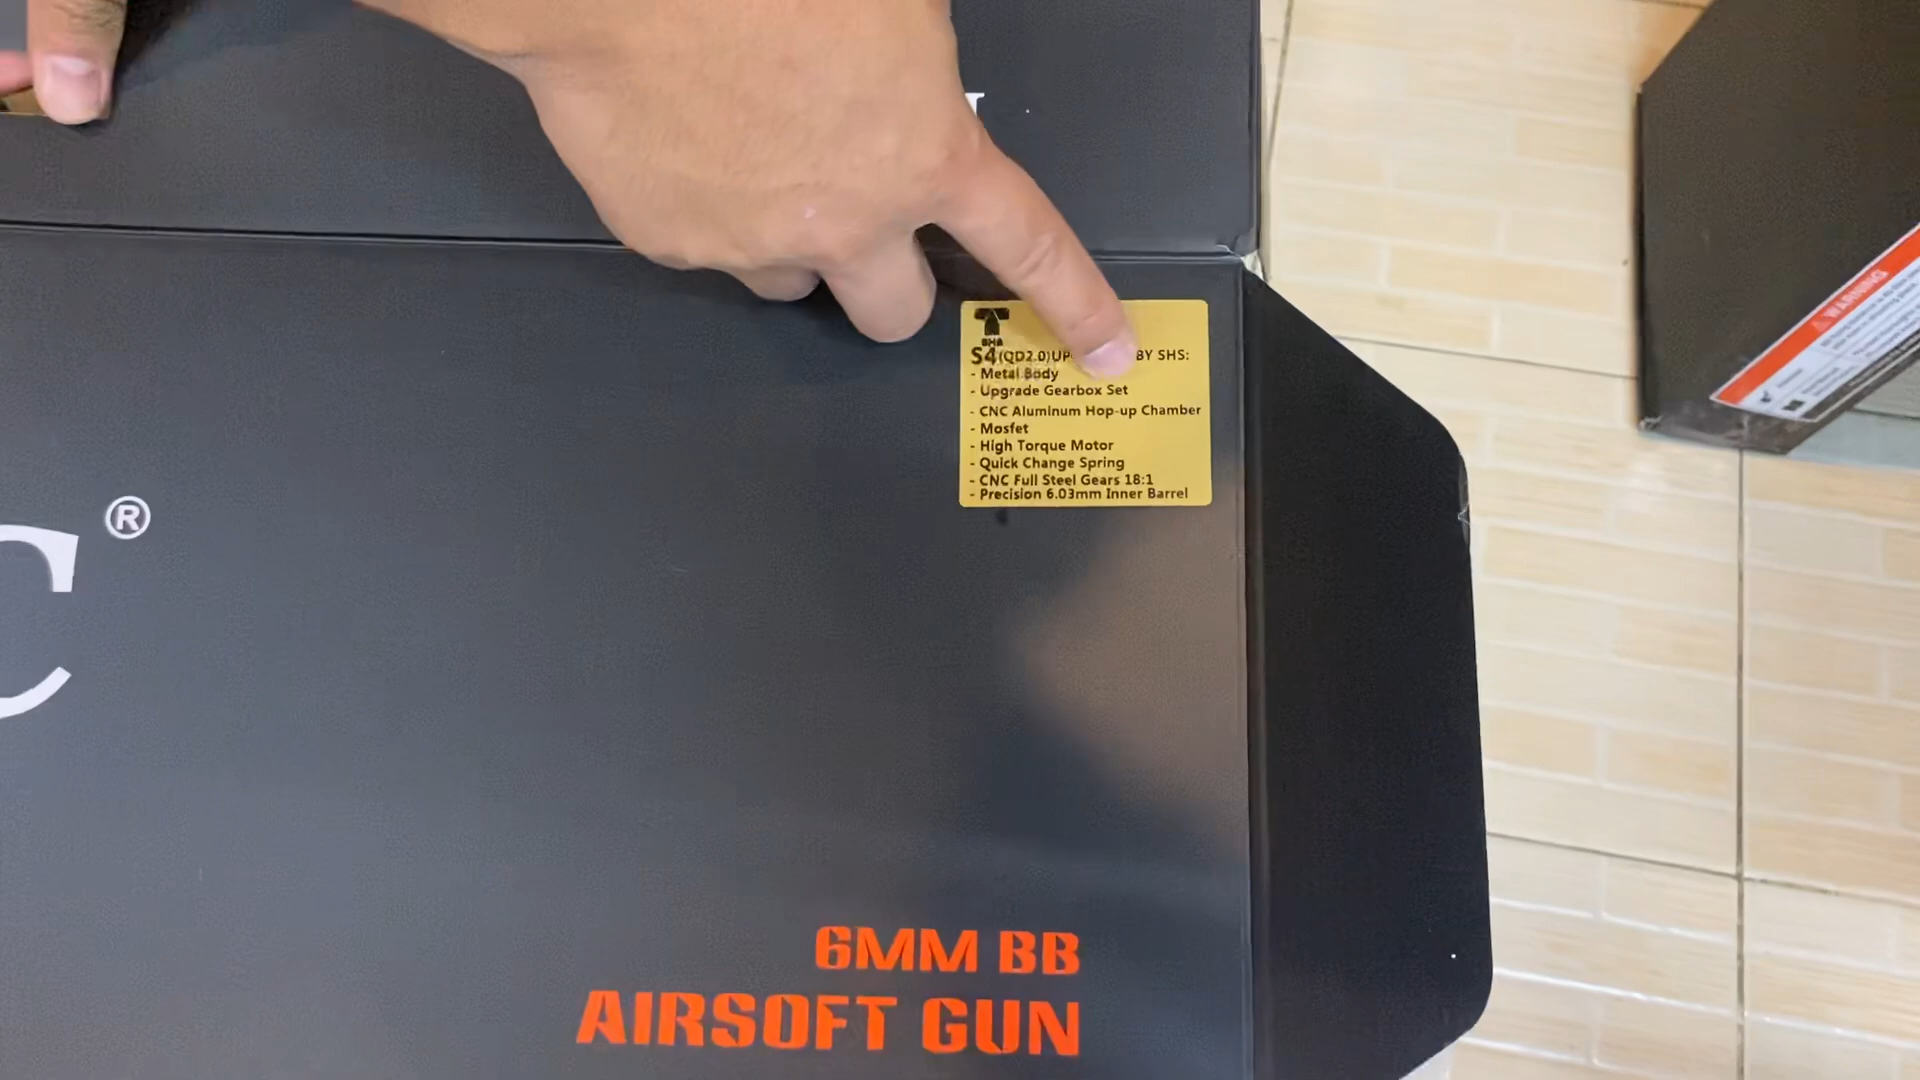 SHS
S4(QD2.0)UP BY SHS:
- Metal Body
- Upgrade Gearbox Set
- CNC Aluminum Hop-up Chamber
- Mosfet
- High Torque Motor
- Quick Change Spring
- CNC Full Steel Gears 18:1
- Precision 6.03mm Inner Barrel
C®
6MM BB
AIRSOFT GUN
WARNING